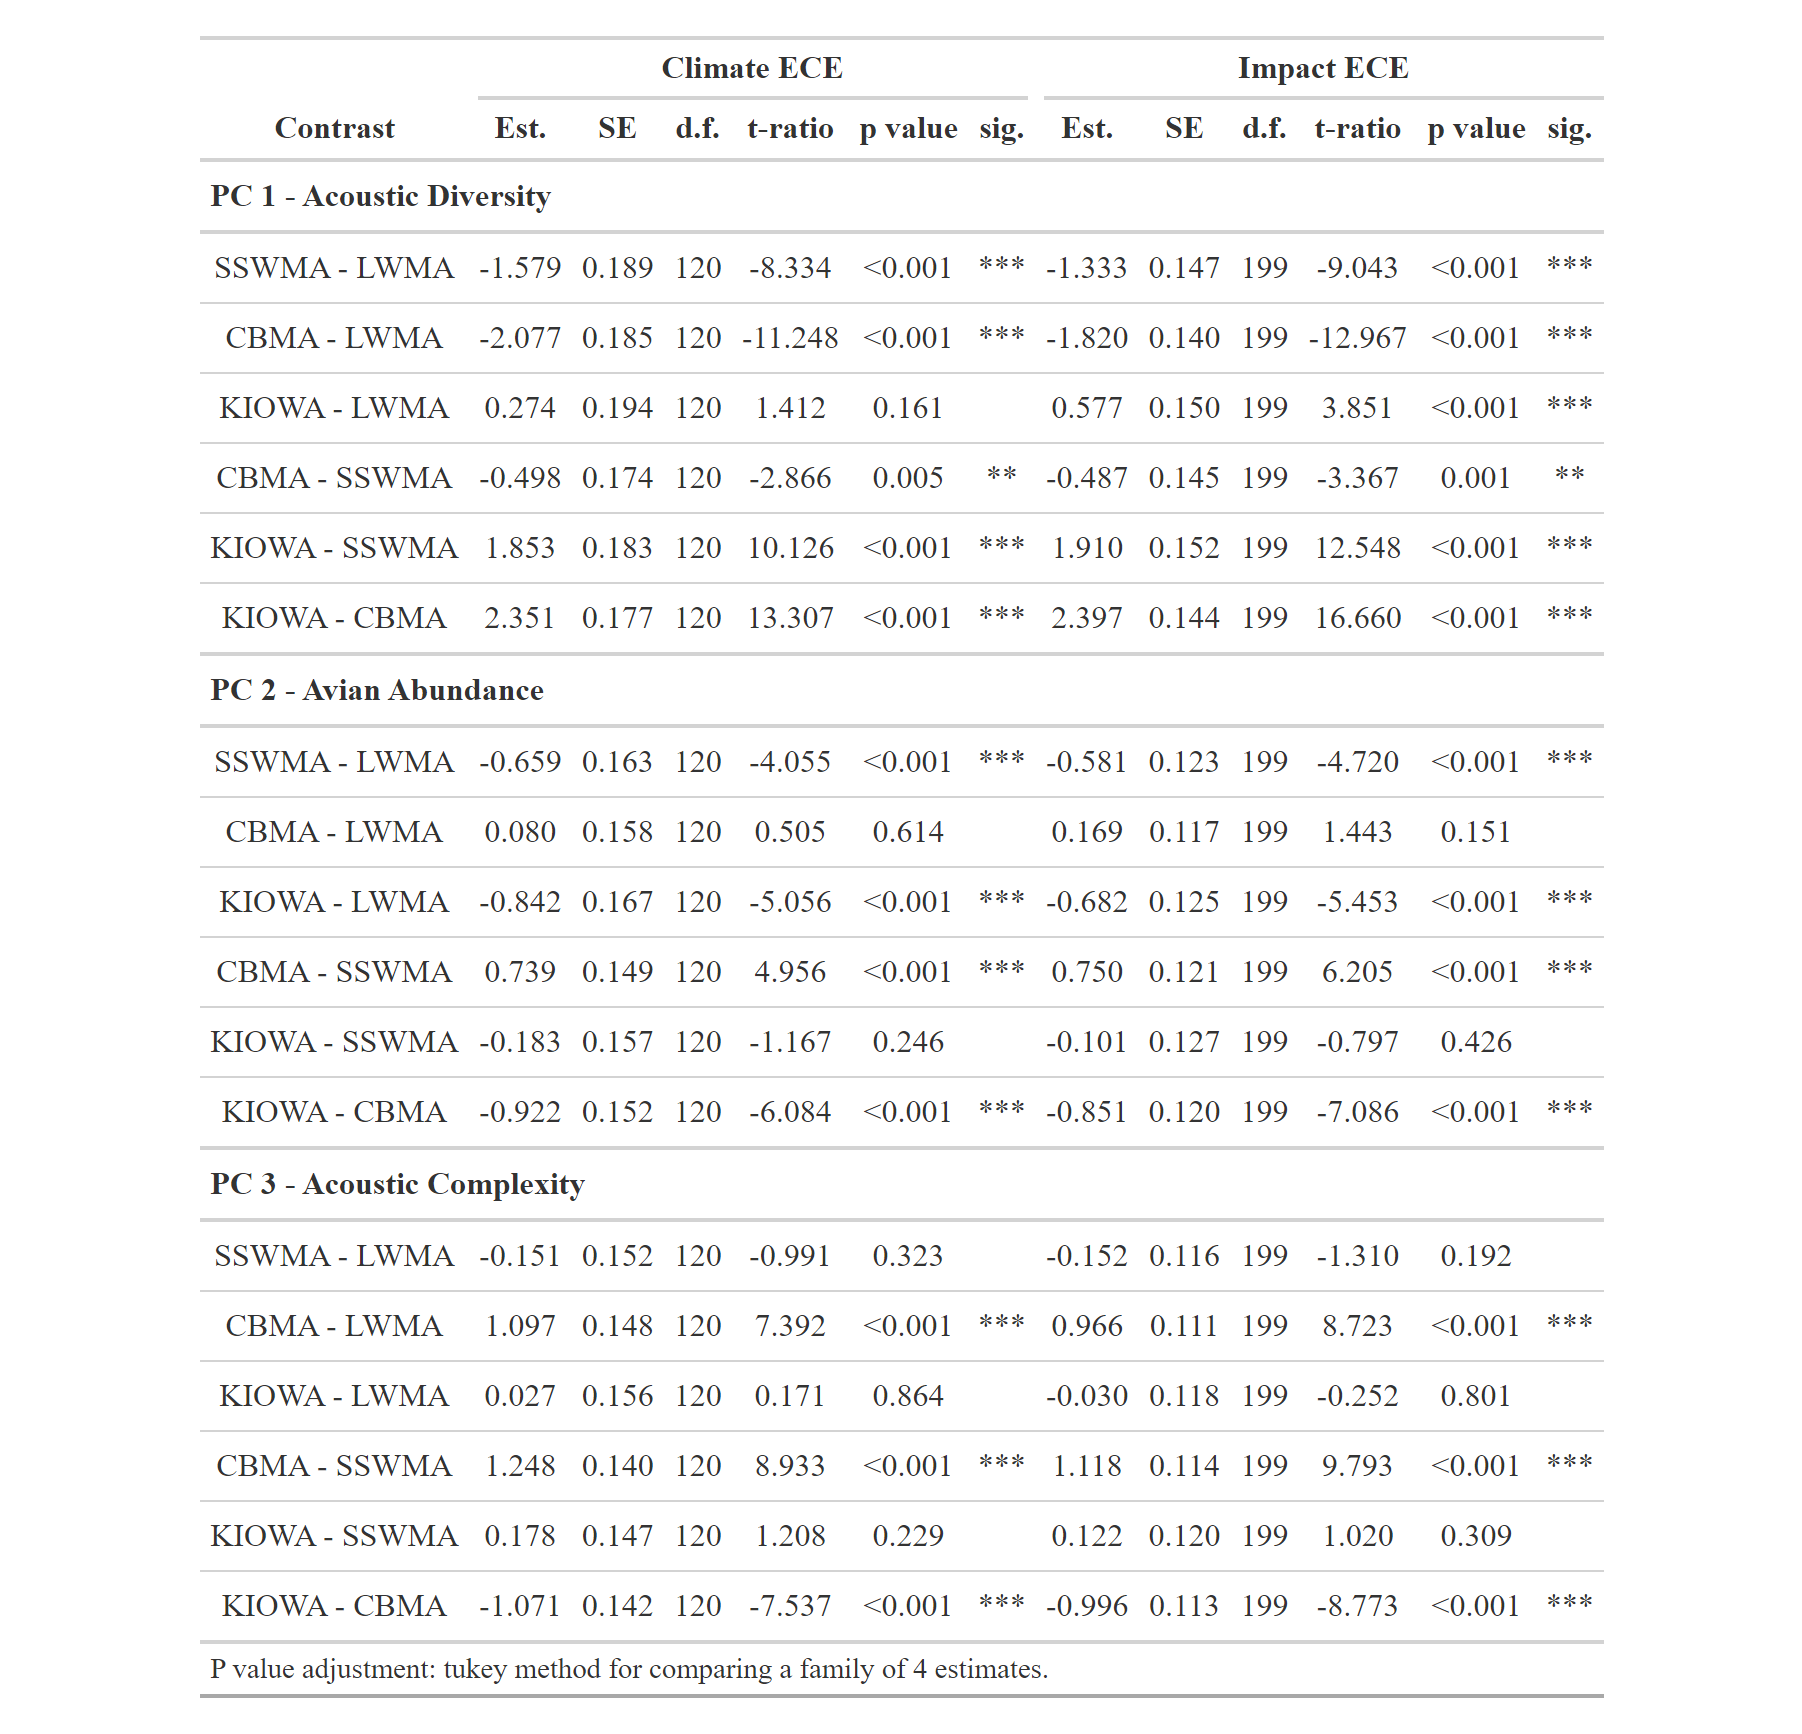 Climate ECE Impact ECE
Contrast Est. SE d.f. t-ratio p value sig. Est. SE d.f. t-ratio p value sig.
PC 1 - Acoustic Diversity
SSWMA - LWMA -1.579 0.189 120 -8.334 <0.001 *** -1.333 0.147 199 -9.043 <0.001 ***
CBMA - LWMA -2.077 0.185 120 -11.248 <0.001 *** -1.820 0.140 199 -12.967 <0.001 ***
KIOWA - LWMA 0.274 0.194 120 1.412 0.161 0.577 0.150 199 3.851 <0.001 ***
CBMA - SSWMA -0.498 0.174 120 -2.866 0.005 ** -0.487 0.145 199 -3.367 0.001 **
KIOWA - SSWMA 1.853 0.183 120 10.126 <0.001 *** 1.910 0.152 199 12.548 <0.001 ***
KIOWA - CBMA 2.351 0.177 120 13.307 <0.001 *** 2.397 0.144 199 16.660 <0.001 ***
PC 2 - Avian Abundance
SSWMA - LWMA -0.659 0.163 120 -4.055 <0.001 *** -0.581 0.123 199 -4.720 <0.001 ***
CBMA - LWMA 0.080 0.158 120 0.505 0.614 0.169 0.117 199 1.443 0.151
KIOWA - LWMA -0.842 0.167 120 -5.056 <0.001 *** -0.682 0.125 199 -5.453 <0.001 ***
CBMA - SSWMA 0.739 0.149 120 4.956 <0.001 *** 0.750 0.121 199 6.205 <0.001 ***
KIOWA - SSWMA -0.183 0.157 120 -1.167 0.246 -0.101 0.127 199 -0.797 0.426
KIOWA - CBMA -0.922 0.152 120 -6.084 <0.001 *** -0.851 0.120 199 -7.086 <0.001 ***
PC 3 - Acoustic Complexity
SSWMA - LWMA -0.151 0.152 120 -0.991 0.323 -0.152 0.116 199 -1.310 0.192
CBMA - LWMA 1.097 0.148 120 7.392 <0.001 *** 0.966 0.111 199 8.723 <0.001 ***
KIOWA - LWMA 0.027 0.156 120 0.171 0.864 -0.030 0.118 199 -0.252 0.801
CBMA - SSWMA 1.248 0.140 120 8.933 <0.001 *** 1.118 0.114 199 9.793 <0.001 ***
KIOWA - SSWMA 0.178 0.147 120 1.208 0.229 0.122 0.120 199 1.020 0.309
KIOWA - CBMA -1.071 0.142 120 -7.537 <0.001 *** -0.996 0.113 199 -8.773 <0.001 ***
P value adjustment: tukey method for comparing a family of 4 estimates.